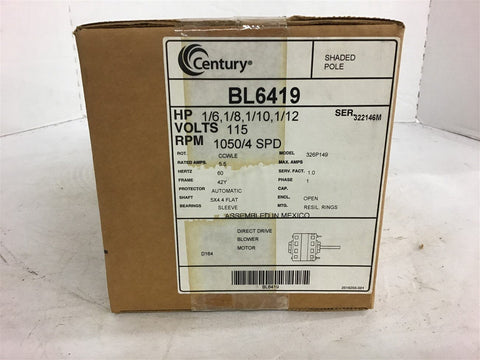 Century®
SHADED
POLE
BL6419
HP 1/6,1/8,1/10,1/12 SER 322146M
VOLTS 115
RPM 1050/4 SPD
ROT. CCWLE MODEL 326P149
RATED AMPS 5.5 MAX. AMPS
HERTZ 60 SERV. FACT. 1.0
FRAME 42Y PHASE 1
PROTECTOR AUTOMATIC CAP.
SHAFT 5X4.4 FLAT ENCL. OPEN
BEARINGS SLEEVE MTG. RESIL. RINGS
ASSEMBLED IN MEXICO
DIRECT DRIVE
BLOWER
MOTOR
D164
BL6419